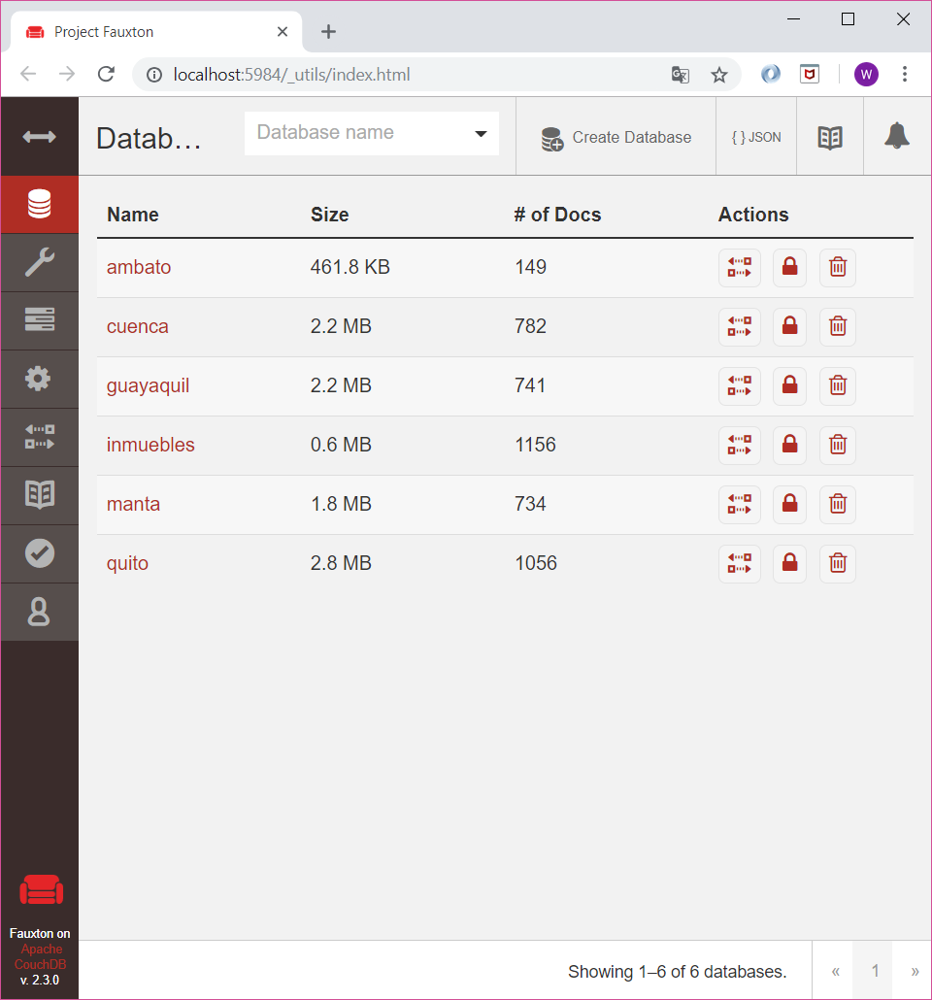 Project Fauxton
localhost:5984/_utils/index.html
W
Datab...
Database name
Create Database
{ } JSON
Name Size # of Docs Actions
ambato 461.8 KB 149
cuenca 2.2 MB 782
guayaquil 2.2 MB 741
inmuebles 0.6 MB 1156
manta 1.8 MB 734
quito 2.8 MB 1056
Fauxton on
Apache
CouchDB
v. 2.3.0
Showing 1–6 of 6 databases.
« 1 »